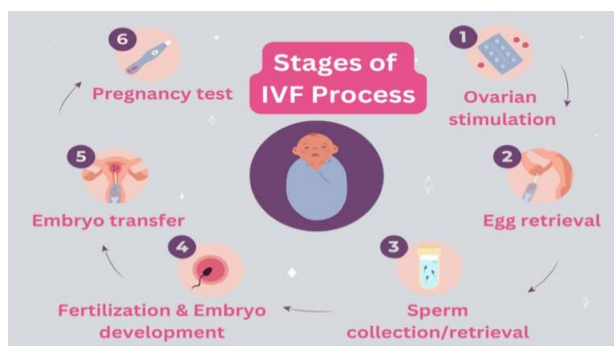 Stages of
IVF Process
1
Ovarian
stimulation
2
Egg retrieval
3
Sperm
collection/retrieval
4
Fertilization & Embryo
development
5
Embryo transfer
6
Pregnancy test